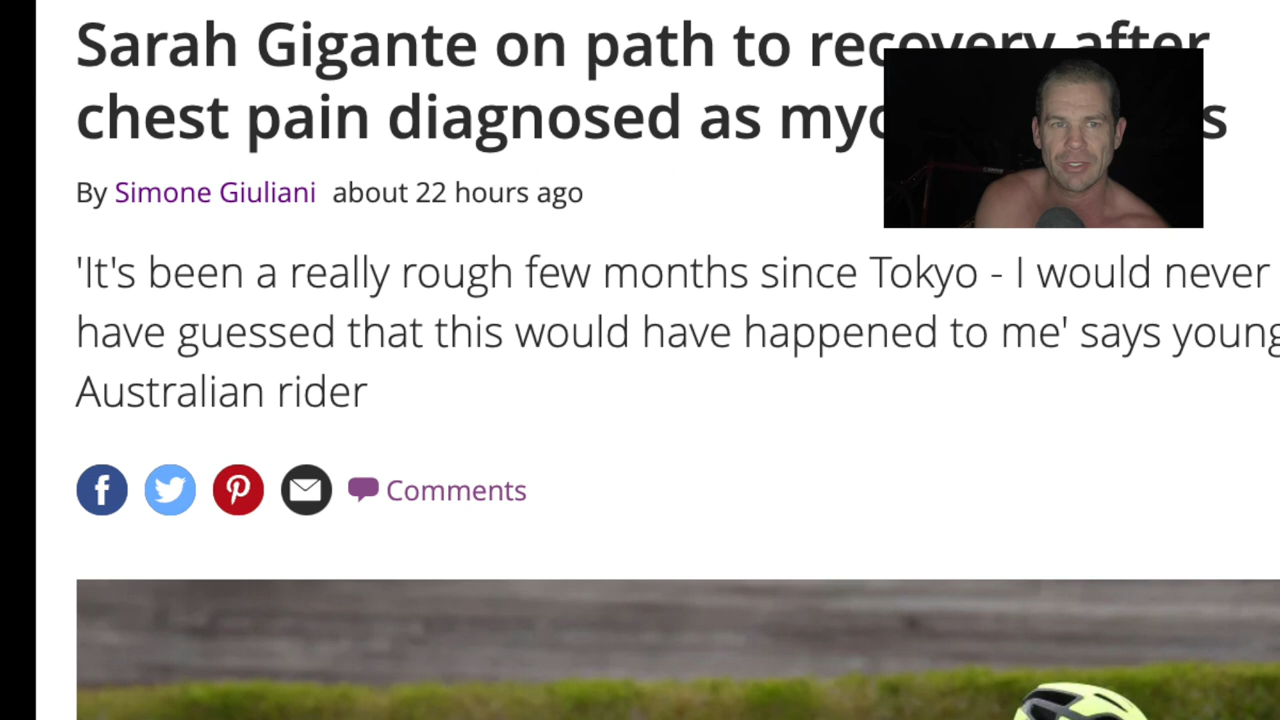 Sarah Gigante on path to recovery after
chest pain diagnosed as
By Simone Giuliani about 22 hours ago
'It's been a really rough few months since Tokyo - I would never
have guessed that this would have happened to me' says young
Australian rider
Comments